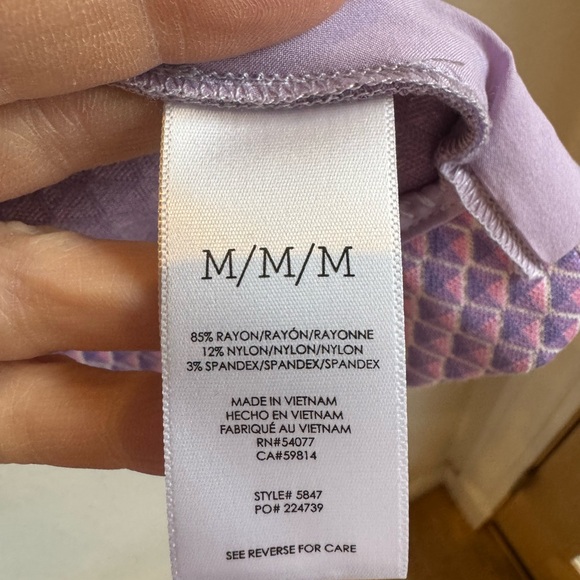 M/M/M
85% RAYON/RAYÓN/RAYONNE
12% NYLON/NYLON/NYLON
3% SPANDEX/SPANDEX/SPANDEX
MADE IN VIETNAM
HECHO EN VIETNAM
FABRIQUÉ AU VIETNAM
RN#54077
CA#59814
STYLE# 5847
PO# 224739
SEE REVERSE FOR CARE